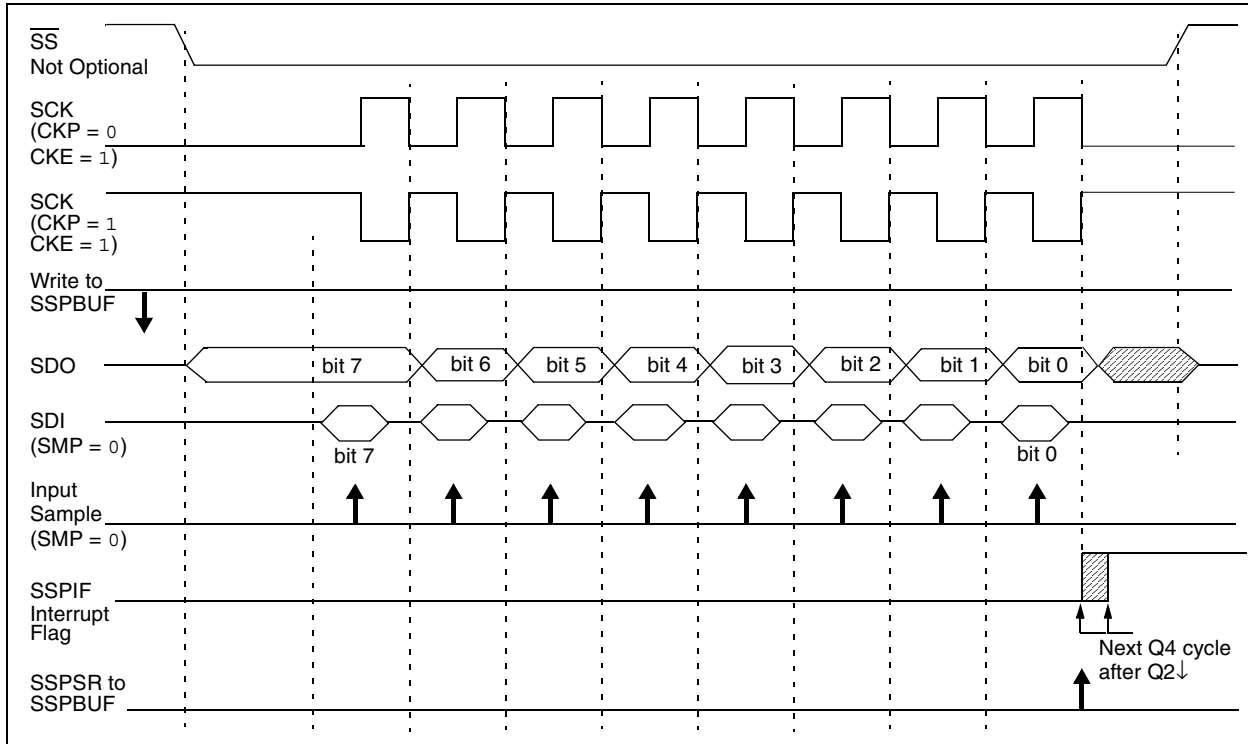 SS
Not Optional
SCK
(CKP = 0
CKE = 1)
SCK
(CKP = 1
CKE = 1)
Write to
SSPBUF
SDO
bit 7 bit 6 bit 5 bit 4 bit 3 bit 2 bit 1 bit 0
SDI
(SMP = 0)
bit 7 bit 0
Input
Sample
(SMP = 0)
SSPIF
Interrupt
Flag
Next Q4 cycle
after Q2↓
SSPSR to
SSPBUF